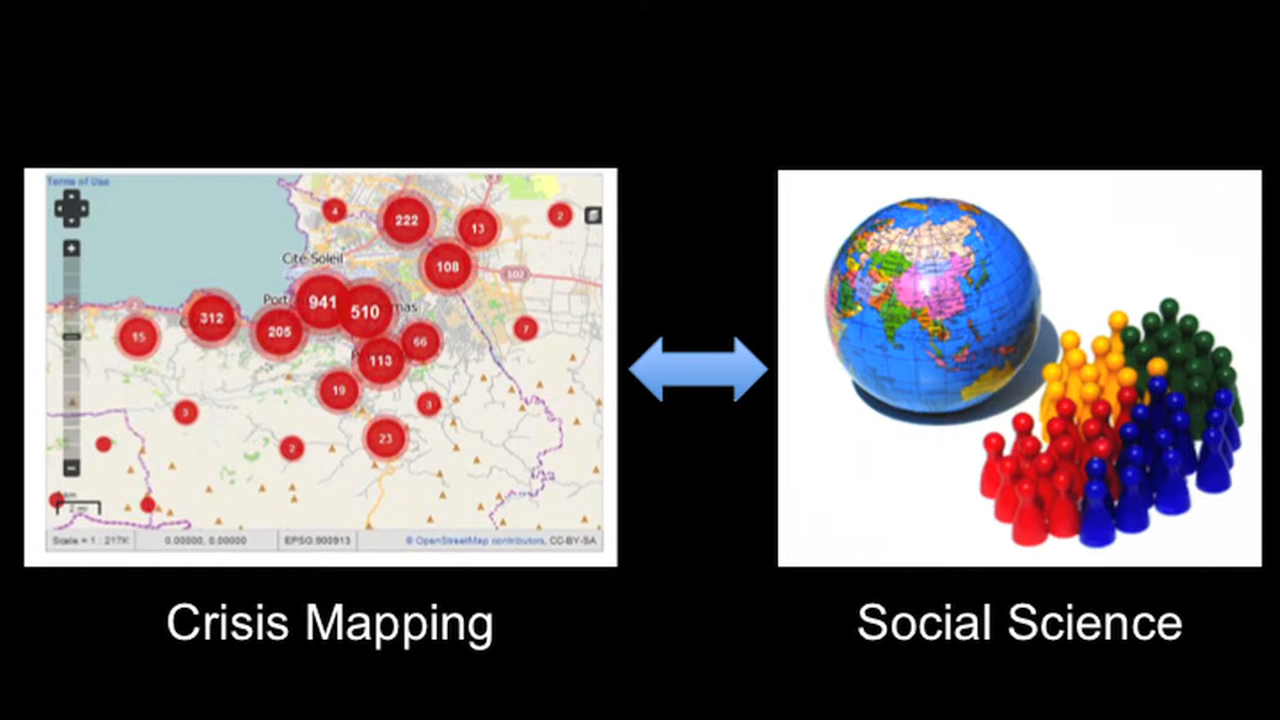 Terms of Use
4
222
13
2
Cité Soleil
108
102
Port
941
510
mas
312
205
15
66
7
113
19
3
3
23
2
Scale = 1 : 217K
0.00000, 0.00000
EPSG:900913
© OpenStreetMap contributors, CC-BY-SA
Crisis Mapping
Social Science